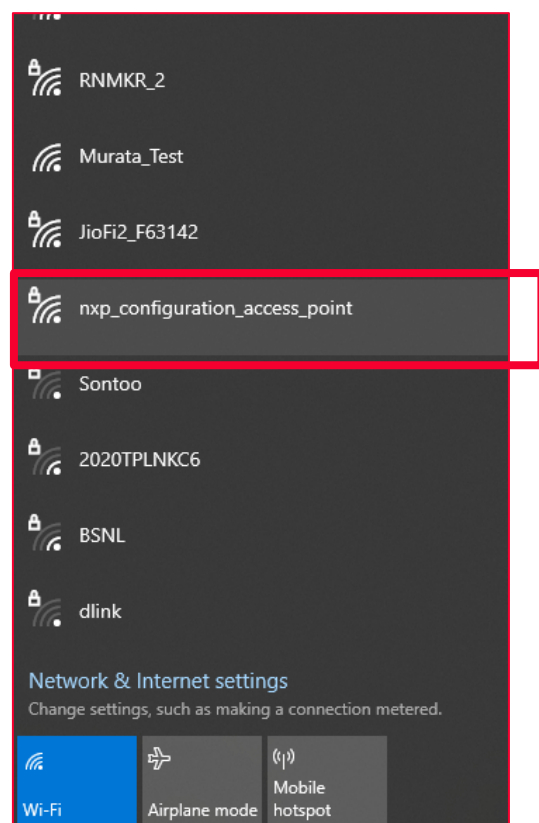 RNMKR_2
Murata_Test
JioFi2_F63142
nxp_configuration_access_point
Sontoo
2020TPLNKC6
BSNL
dlink
Network & Internet settings
Change settings, such as making a connection metered.
Wi-Fi
Airplane mode
Mobile
hotspot